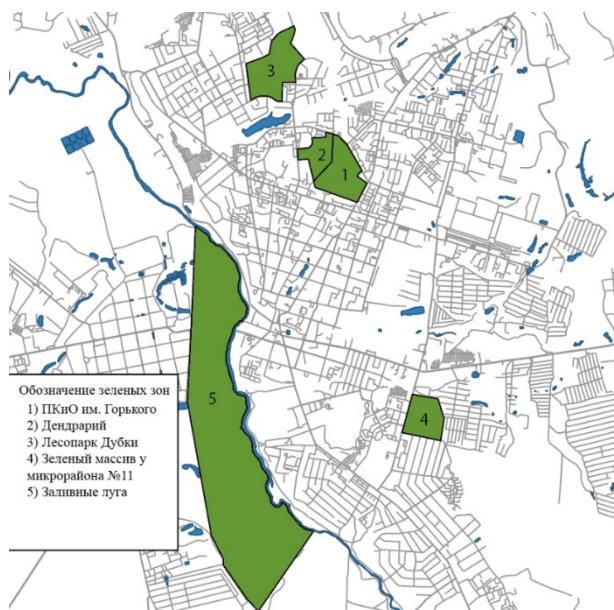 3
2
1
5
4
Обозначение зеленых зон
1) ПКиО им. Горького
2) Дендрарий
3) Лесопарк Дубки
4) Зеленый массив у
микрорайона №11
5) Заливные луга